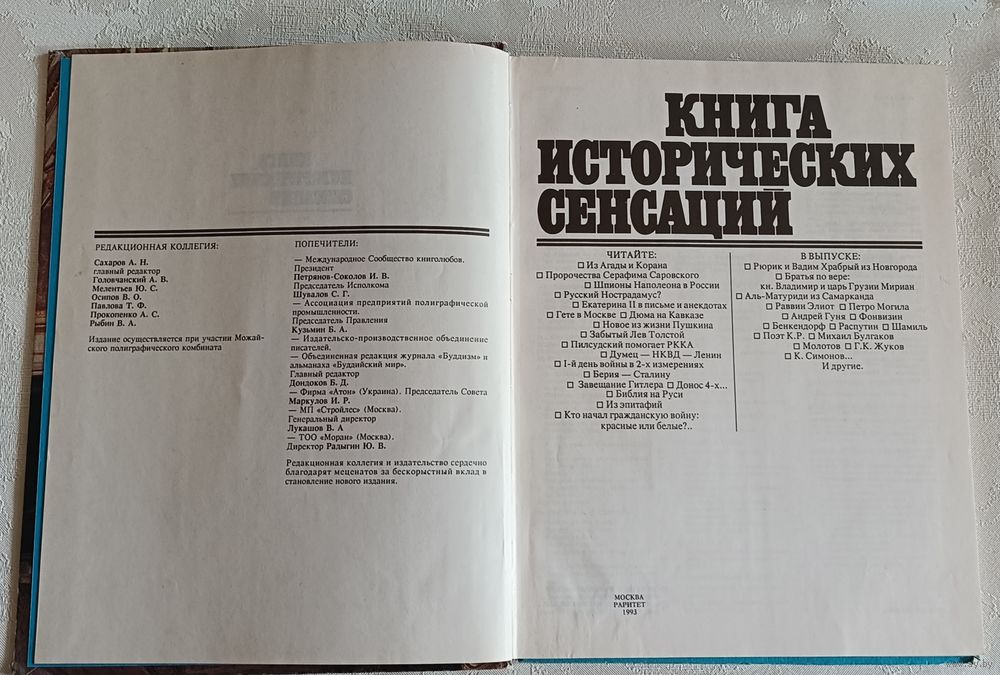 РЕДАКЦИОННАЯ КОЛЛЕГИЯ:
Сахаров А. Н.
главный редактор
Головчанский А. В.
Мелентьев Ю. С.
Осипов В. О.
Павлова Т. Ф.
Прокопенко А. С.
Рыбин В. А.
Издание осуществляется при участии Можай-
ского полиграфического комбината
ПОПЕЧИТЕЛИ:
— Международное Сообщество книголюбов.
Президент
Петрянов-Соколов И. В.
Председатель Исполкома
Шувалов С. Г.
— Ассоциация предприятий полиграфической
промышленности.
Председатель Правления
Кузьмин Б. А.
— Издательско-производственное объединение
писателей.
— Объединенная редакция журнала «Буддизм» и
альманаха «Буддийский мир».
Главный редактор
Дондоков Б. Д.
— Фирма «Атон» (Украина). Председатель Совета
Маркулов И. Р.
— МП «Стройлес» (Москва).
Генеральный директор
Лукашов В. А
— ТОО «Моран» (Москва).
Директор Радыгин Ю. В.
Редакционная коллегия и издательство сердечно
благодарят меценатов за бескорыстный вклад в
становление нового издания.
КНИГА
ИСТОРИЧЕСКИХ
СЕНСАЦИЙ
ЧИТАЙТЕ:
□ Из Агады и Корана
□ Пророчества Серафима Саровского
□ Шпионы Наполеона в России
□ Русский Нострадамус?
□ Екатерина II в письме и анекдотах
□ Гете в Москве □ Дюма на Кавказе
□ Новое из жизни Пушкина
□ Забытый Лев Толстой
□ Пилсудский помогает РККА
□ Думец — НКВД — Ленин
□ 1-й день войны в 2-х измерениях
□ Берия — Сталину
□ Завещание Гитлера □ Донос 4-х...
□ Библия на Руси
□ Из эпитафий
□ Кто начал гражданскую войну:
красные или белые?..
В ВЫПУСКЕ:
□ Рюрик и Вадим Храбрый из Новгорода
□ Братья по вере:
кн. Владимир и царь Грузии Мириан
□ Аль-Матуриди из Самарканда
□ Раввин Элиот □ Петро Могила
□ Андрей Гуня □ Фонвизин
□ Бенкендорф □ Распутин □ Шамиль
□ Поэт К.Р. □ Михаил Булгаков
□ Молотов □ Г.К. Жуков
□ К. Симонов...
И другие.
МОСКВА
РАРИТЕТ
1993
www.ay.by